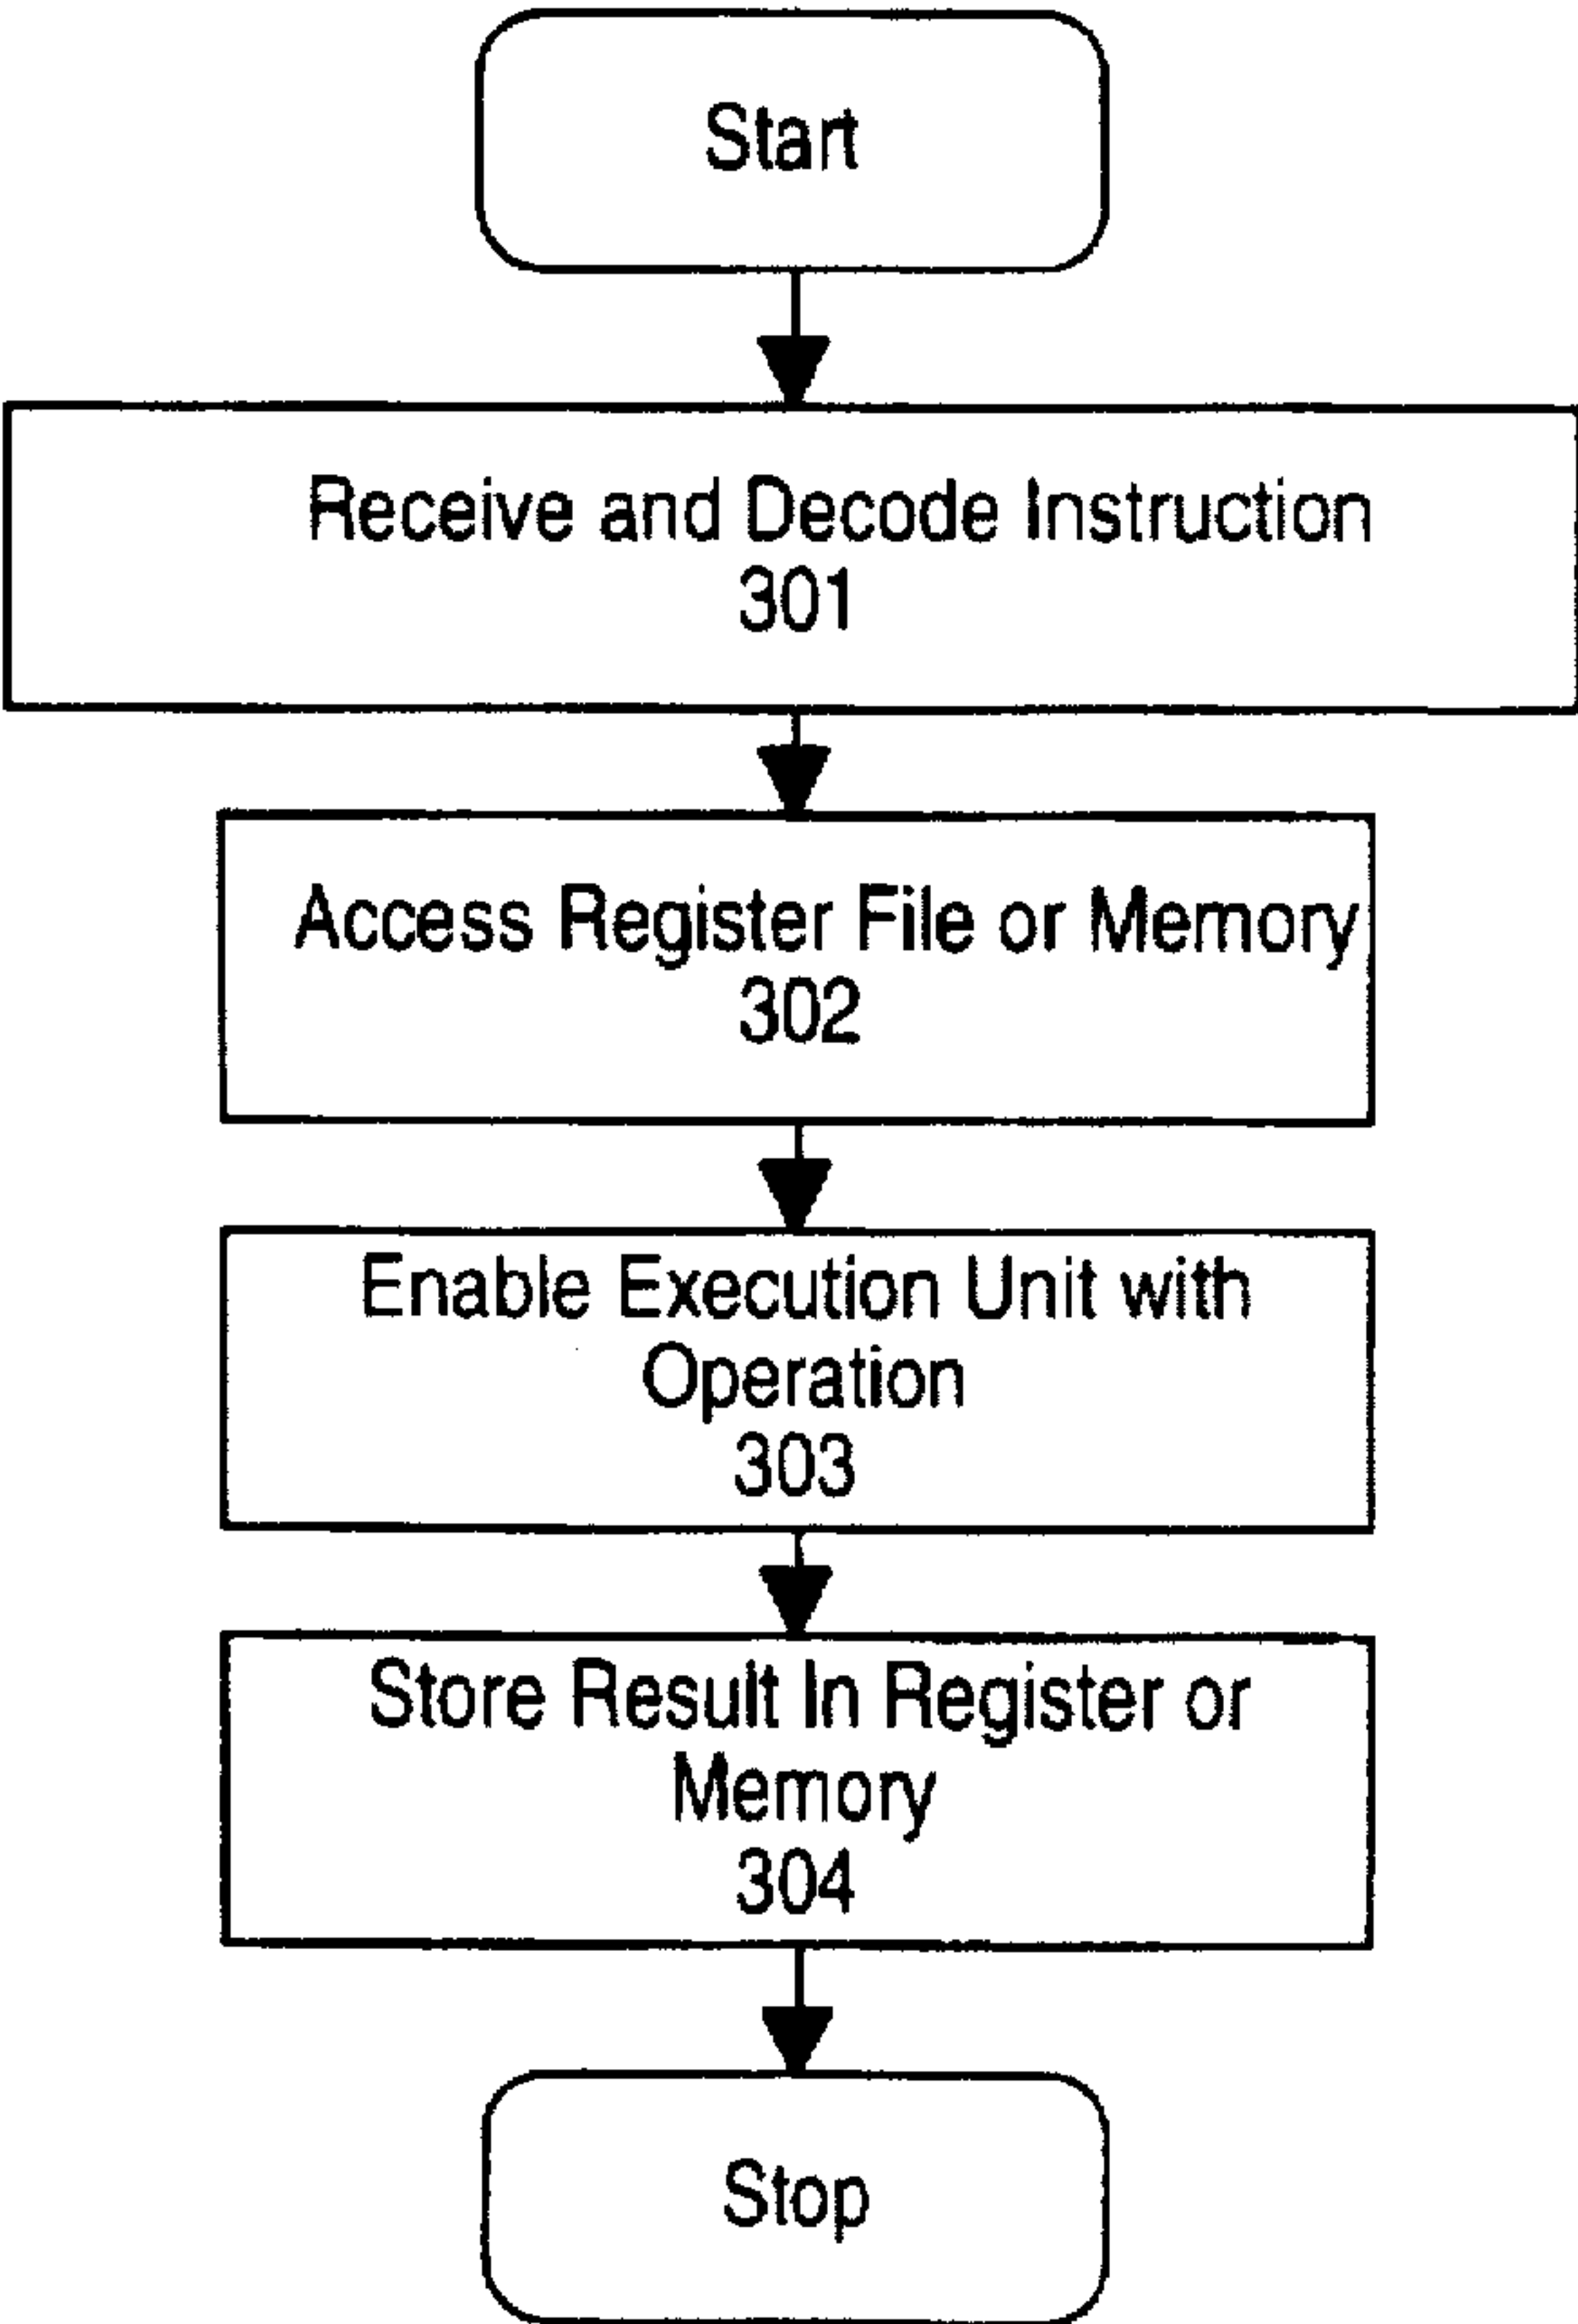 Start
Receive and Decode Instruction
301
Access Register File or Memory
302
Enable Execution Unit with
Operation
303
Store Result In Register or
Memory
304
Stop